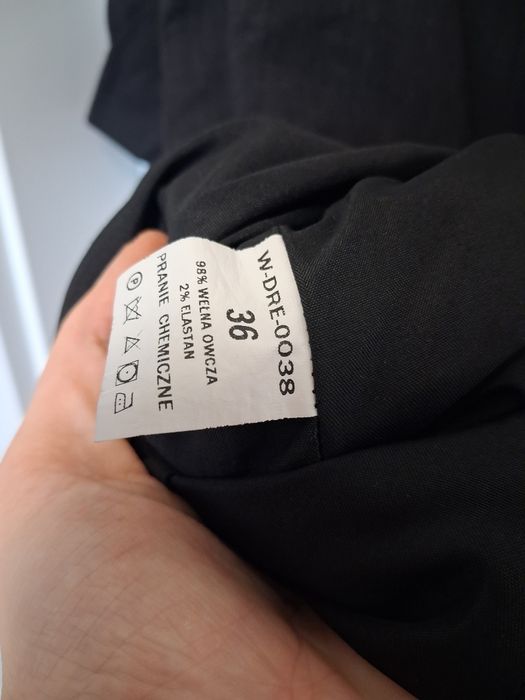 W-DRE-0038
36
98% WEŁNA OWCZA
2% ELASTAN
PRANIE CHEMICZNE
P